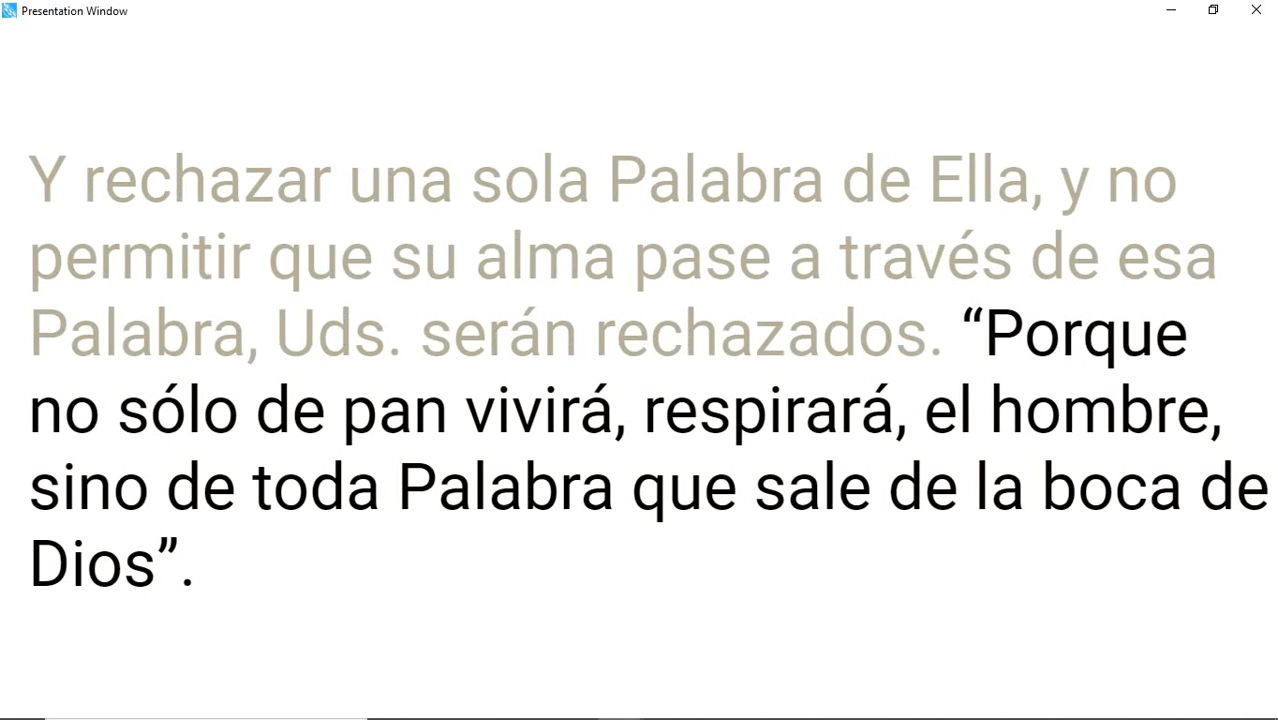 Presentation Window
Y rechazar una sola Palabra de Ella, y no
permitir que su alma pase a través de esa
Palabra, Uds. serán rechazados. “Porque
no sólo de pan vivirá, respirará, el hombre,
sino de toda Palabra que sale de la boca de
Dios”.